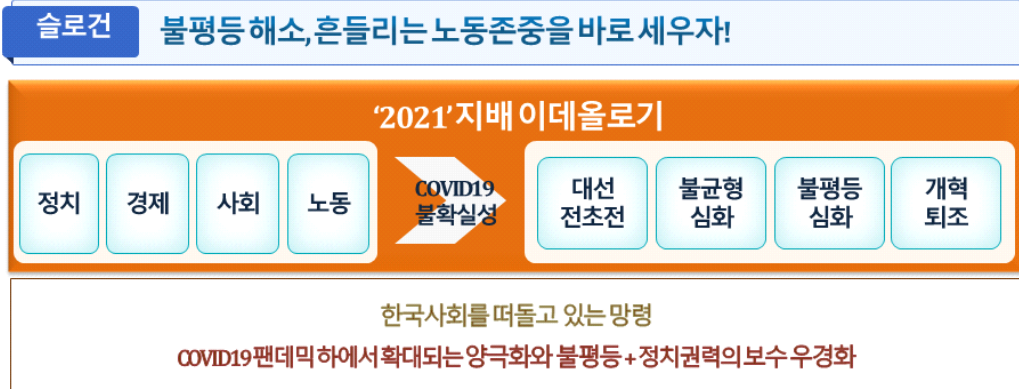 슬로건
불평등 해소, 흔들리는 노동존중을 바로 세우자!
‘2021’ 지배 이데올로기
정치
경제
사회
노동
COVID19
불확실성
대선
전초전
불균형
심화
불평등
심화
개혁
퇴조
한국사회를 떠돌고 있는 망령
COVID19 팬데믹 하에서 확대되는 양극화와 불평등 + 정치권력의 보수 우경화